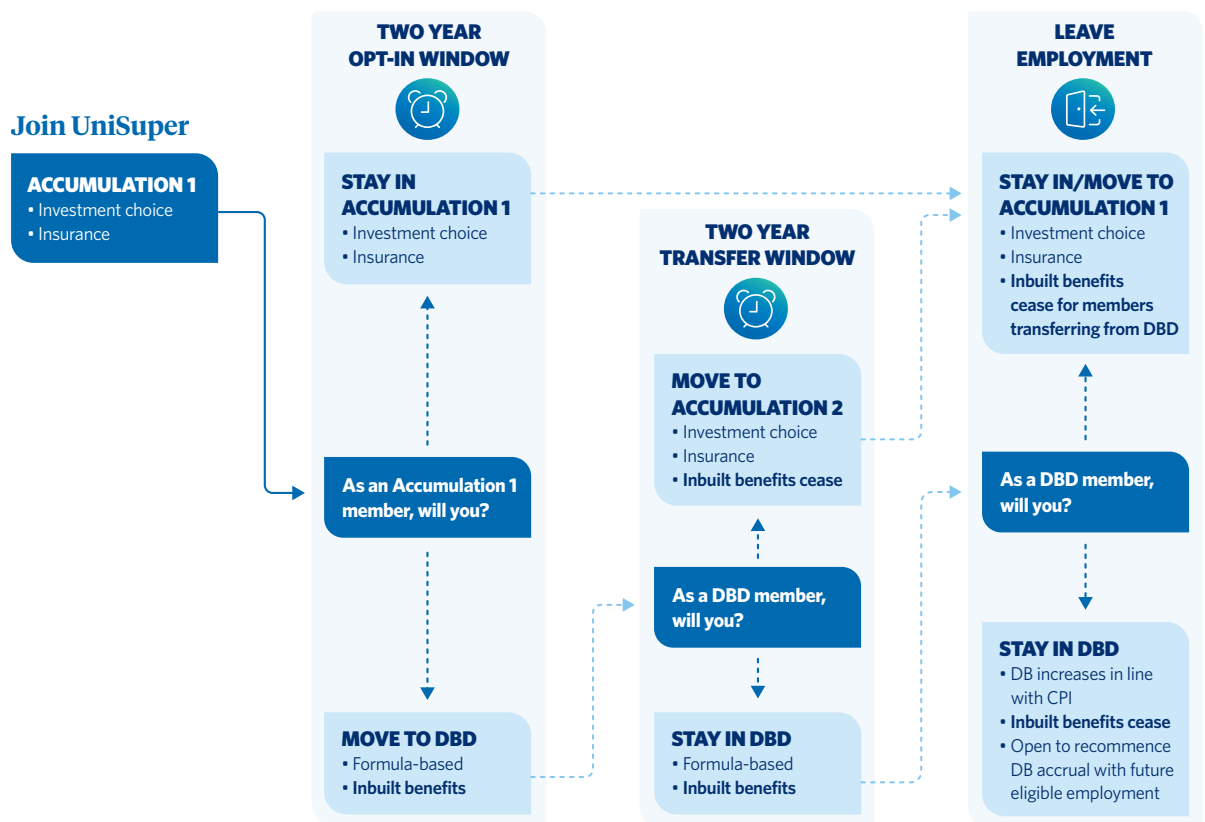 Join UniSuper
ACCUMULATION 1
• Investment choice
• Insurance
TWO YEAR
OPT-IN WINDOW
STAY IN
ACCUMULATION 1
• Investment choice
• Insurance
As an Accumulation 1
member, will you?
MOVE TO DBD
• Formula-based
• Inbuilt benefits
TWO YEAR
TRANSFER WINDOW
MOVE TO
ACCUMULATION 2
• Investment choice
• Insurance
• Inbuilt benefits cease
As a DBD member,
will you?
STAY IN DBD
• Formula-based
• Inbuilt benefits
LEAVE
EMPLOYMENT
STAY IN/MOVE TO
ACCUMULATION 1
• Investment choice
• Insurance
• Inbuilt benefits
cease for members
transferring from DBD
As a DBD member,
will you?
STAY IN DBD
• DB increases in line
with CPI
• Inbuilt benefits cease
• Open to recommence
DB accrual with future
eligible employment